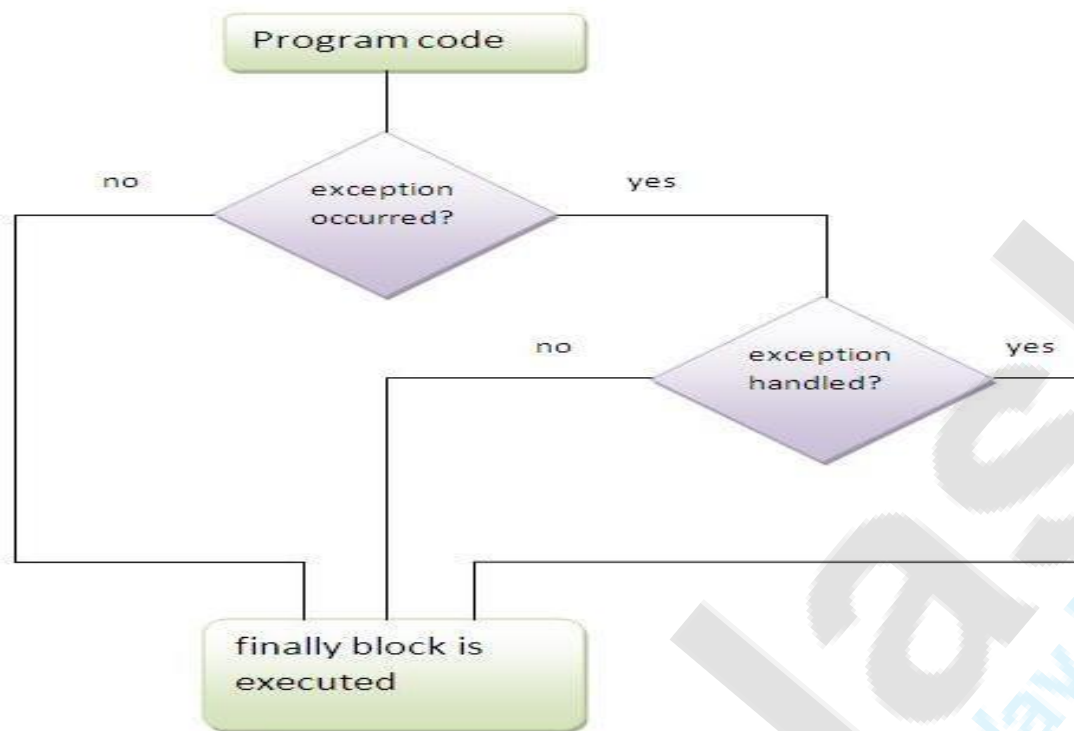 Program code
no
yes
exception
occurred?
no
yes
exception
handled?
finally block is
executed